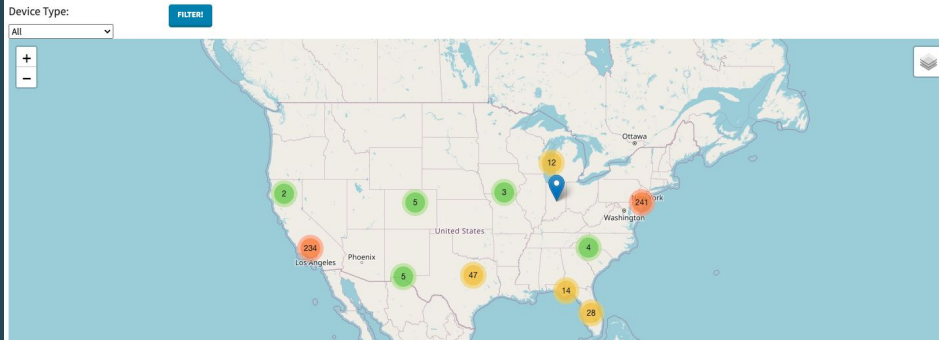 Device Type:
FILTER!
All
+
−
Ottawa
12
2
5
3
241
ork
Washington
United States
234
Los Angeles
Phoenix
4
5
47
14
28